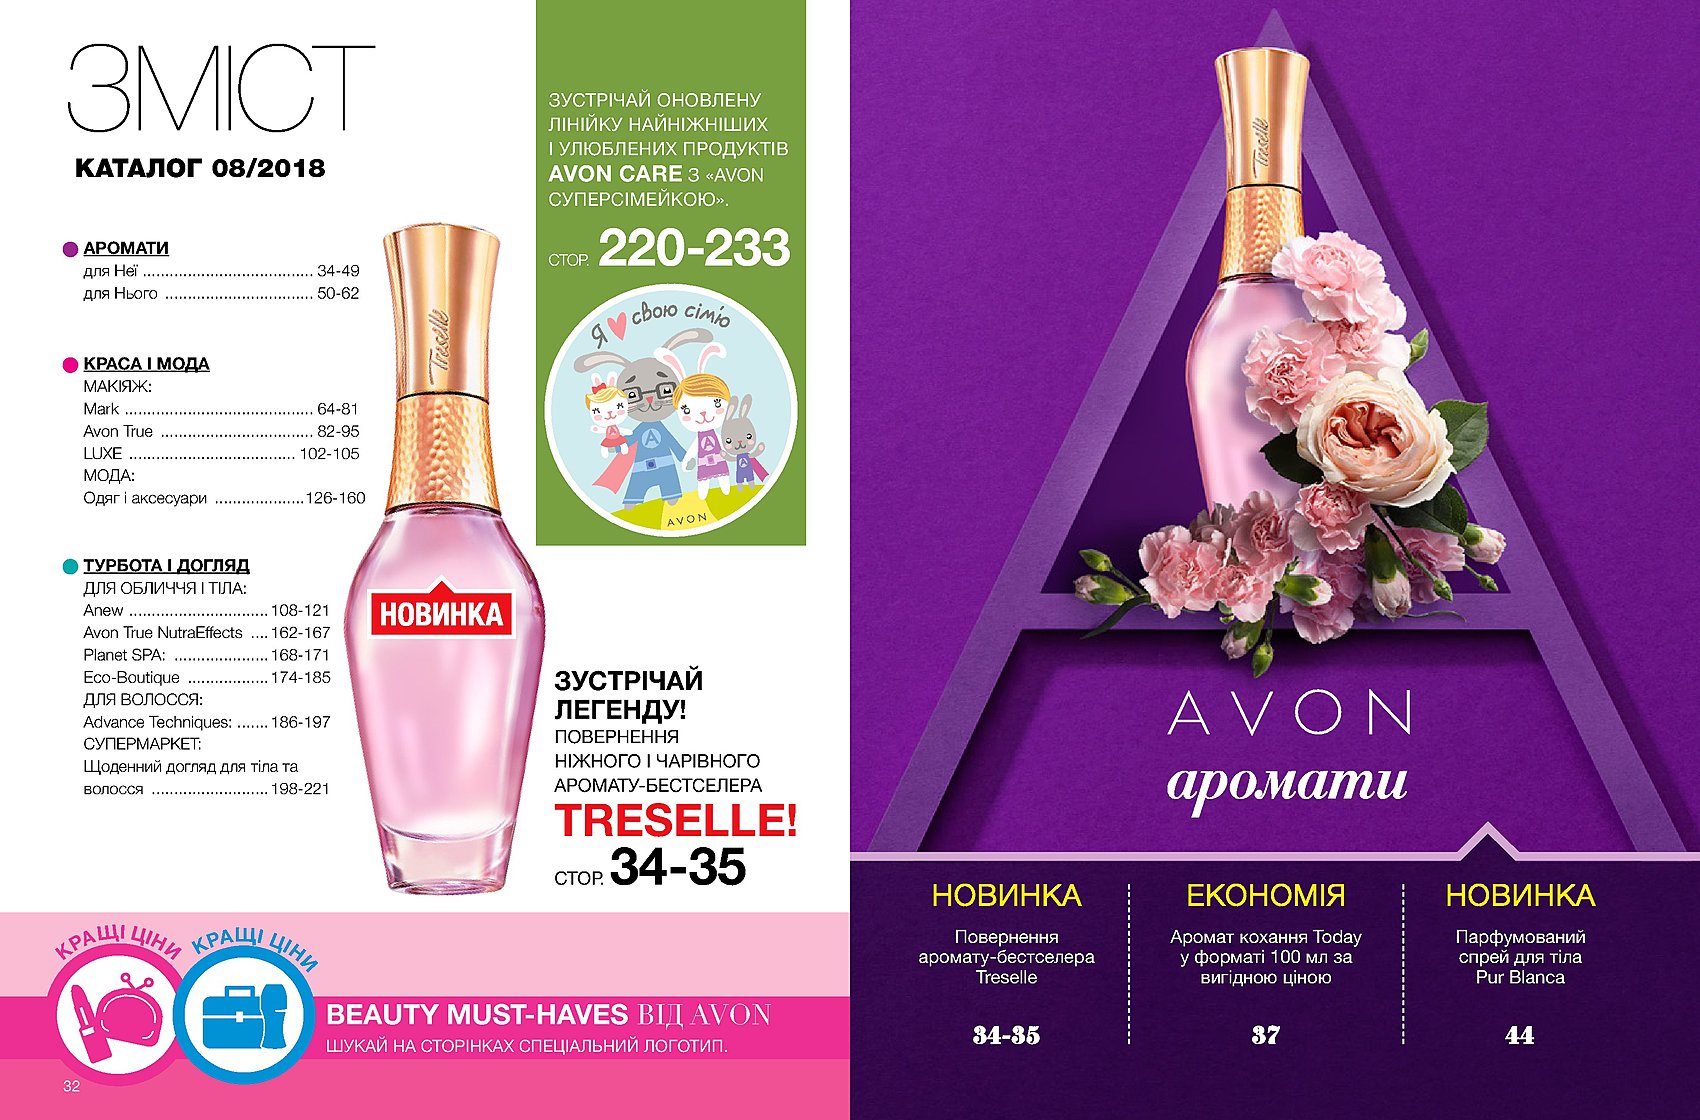 ЗМІСТ
КАТАЛОГ 08/2018
АРОМАТИ
для Неї ...................................... 34-49
для Нього ................................. 50-62
КРАСА І МОДА
МАКІЯЖ:
Mark .......................................... 64-81
Avon True .................................. 82-95
LUXE ..................................... 102-105
МОДА:
Одяг і аксесуари ....................126-160
ТУРБОТА І ДОГЛЯД
ДЛЯ ОБЛИЧЧЯ І ТІЛА:
Anew ............................... 108-121
Avon True NutraEffects .... 162-167
Planet SPA: ..................... 168-171
Eco-Boutique .................. 174-185
ДЛЯ ВОЛОССЯ:
Advance Techniques: ....... 186-197
СУПЕРМАРКЕТ:
Щоденний догляд для тіла та
волосся .......................... 198-221
Treselle
НОВИНКА
ЗУСТРІЧАЙ ОНОВЛЕНУ
ЛІНІЙКУ НАЙНІЖНІШИХ
І УЛЮБЛЕНИХ ПРОДУКТІВ
AVON CARE З «AVON
СУПЕРСІМЕЙКОЮ».
СТОР. 220-233
Я свою сім'ю
A
A
A
A
AVON
ЗУСТРІЧАЙ
ЛЕГЕНДУ!
ПОВЕРНЕННЯ
НІЖНОГО І ЧАРІВНОГО
АРОМАТУ-БЕСТСЕЛЕРА
TRESELLE!
СТОР. 34-35
КРАЩІ ЦІНИ
КРАЩІ ЦІНИ
BEAUTY MUST-HAVES ВІД AVON
ШУКАЙ НА СТОРІНКАХ СПЕЦІАЛЬНИЙ ЛОГОТИП.
32
Treselle
AVON
аромати
НОВИНКА
Повернення
аромату-бестселера
Treselle
34-35
ЕКОНОМІЯ
Аромат кохання Today
у форматі 100 мл за
вигідною ціною
37
НОВИНКА
Парфумований
спрей для тіла
Pur Blanca
44